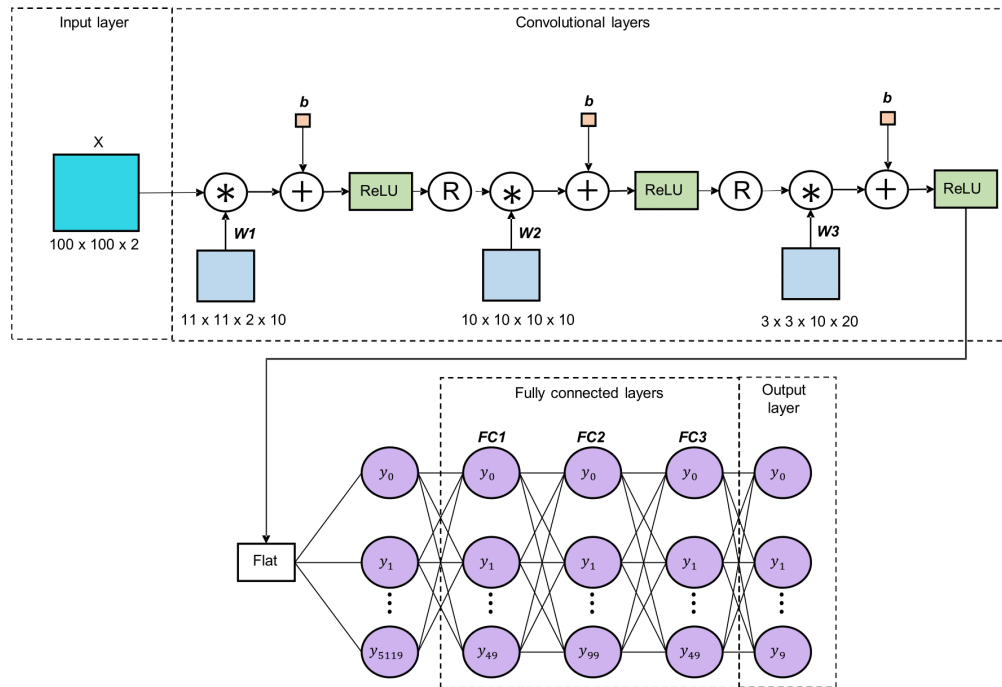 Input layer
Convolutional layers
b
b
b
X
* + ReLU R * + ReLU R * + ReLU
W1
W2
W3
100 x 100 x 2
11 x 11 x 2 x 10
10 x 10 x 10 x 10
3 x 3 x 10 x 20
Fully connected layers
Output
layer
FC1
FC2
FC3
y0 y0 y0 y0 y0
Flat
y1 y1 y1 y1 y1
y5119 y49 y99 y49 y9